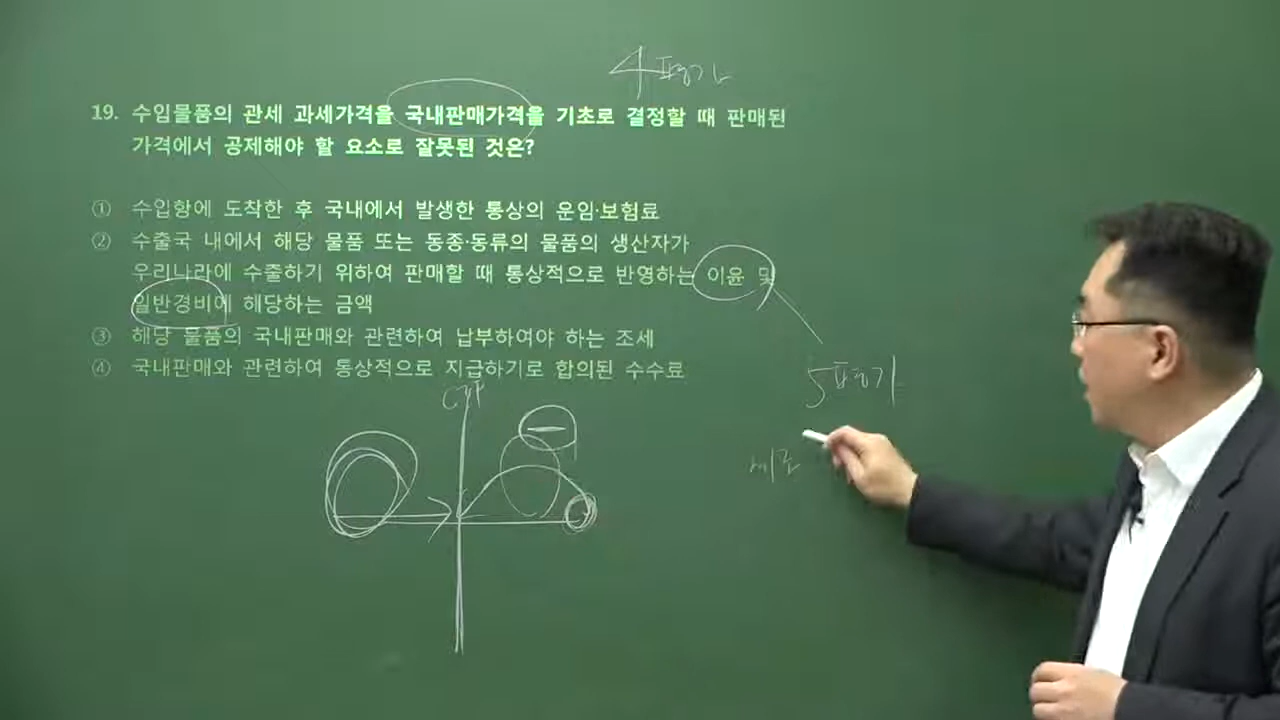 4평가
19. 수입물품의 관세 과세가격을 국내판매가격을 기초로 결정할 때 판매된
가격에서 공제해야 할 요소로 잘못된 것은?
① 수입항에 도착한 후 국내에서 발생한 통상의 운임·보험료
② 수출국 내에서 해당 물품 또는 동종·동류의 물품의 생산자가
우리나라에 수출하기 위하여 판매할 때 통상적으로 반영하는 이윤 및
일반경비에 해당하는 금액
③ 해당 물품의 국내판매와 관련하여 납부하여야 하는 조세
④ 국내판매와 관련하여 통상적으로 지급하기로 합의된 수수료
5평가
CIF